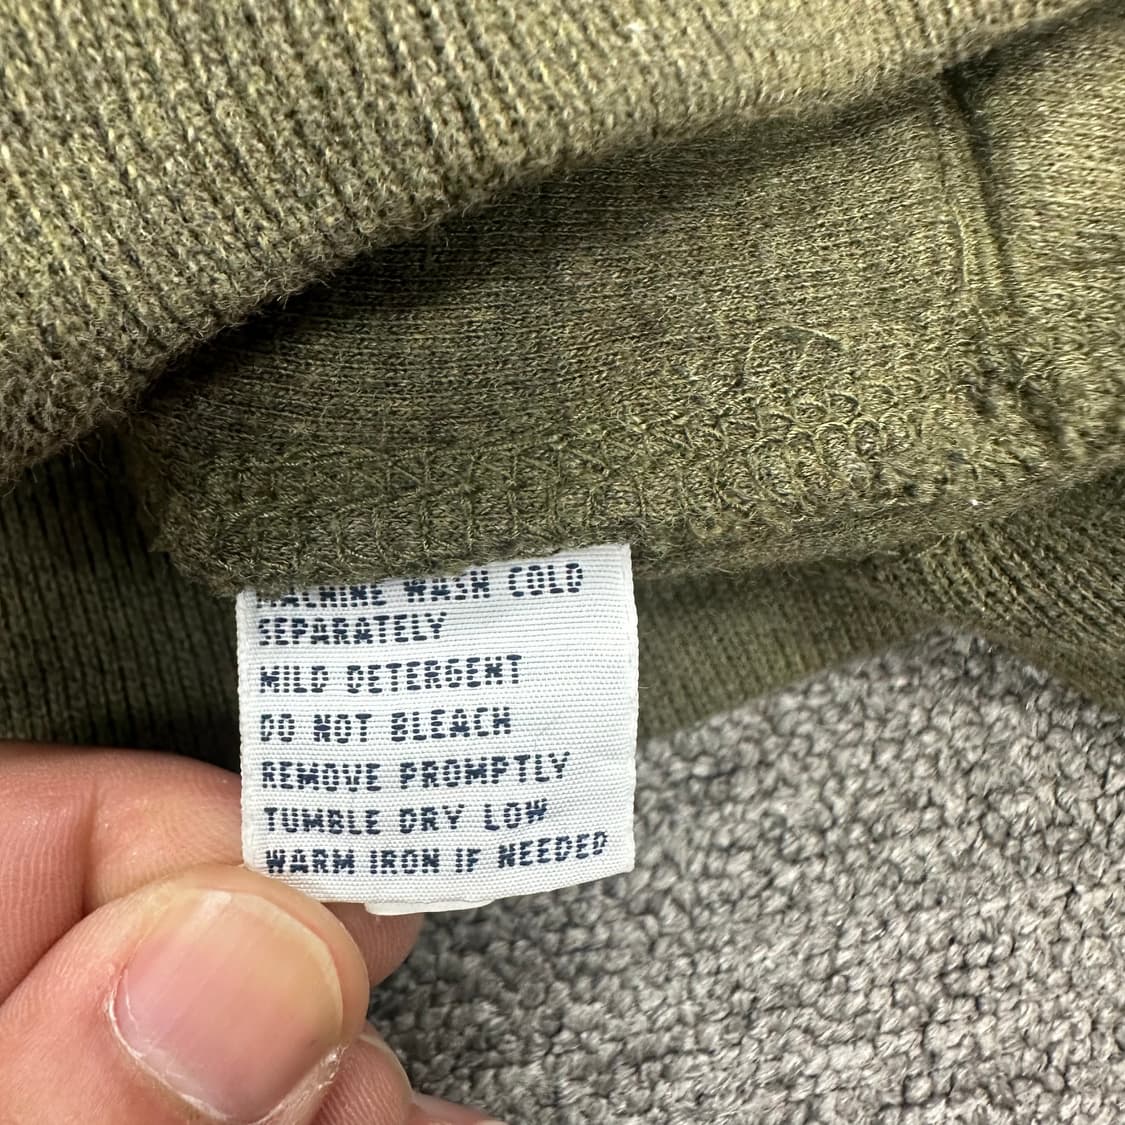 MACHINE WASH COLD
SEPARATELY
MILD DETERGENT
DO NOT BLEACH
REMOVE PROMPTLY
TUMBLE DRY LOW
WARM IRON IF NEEDED